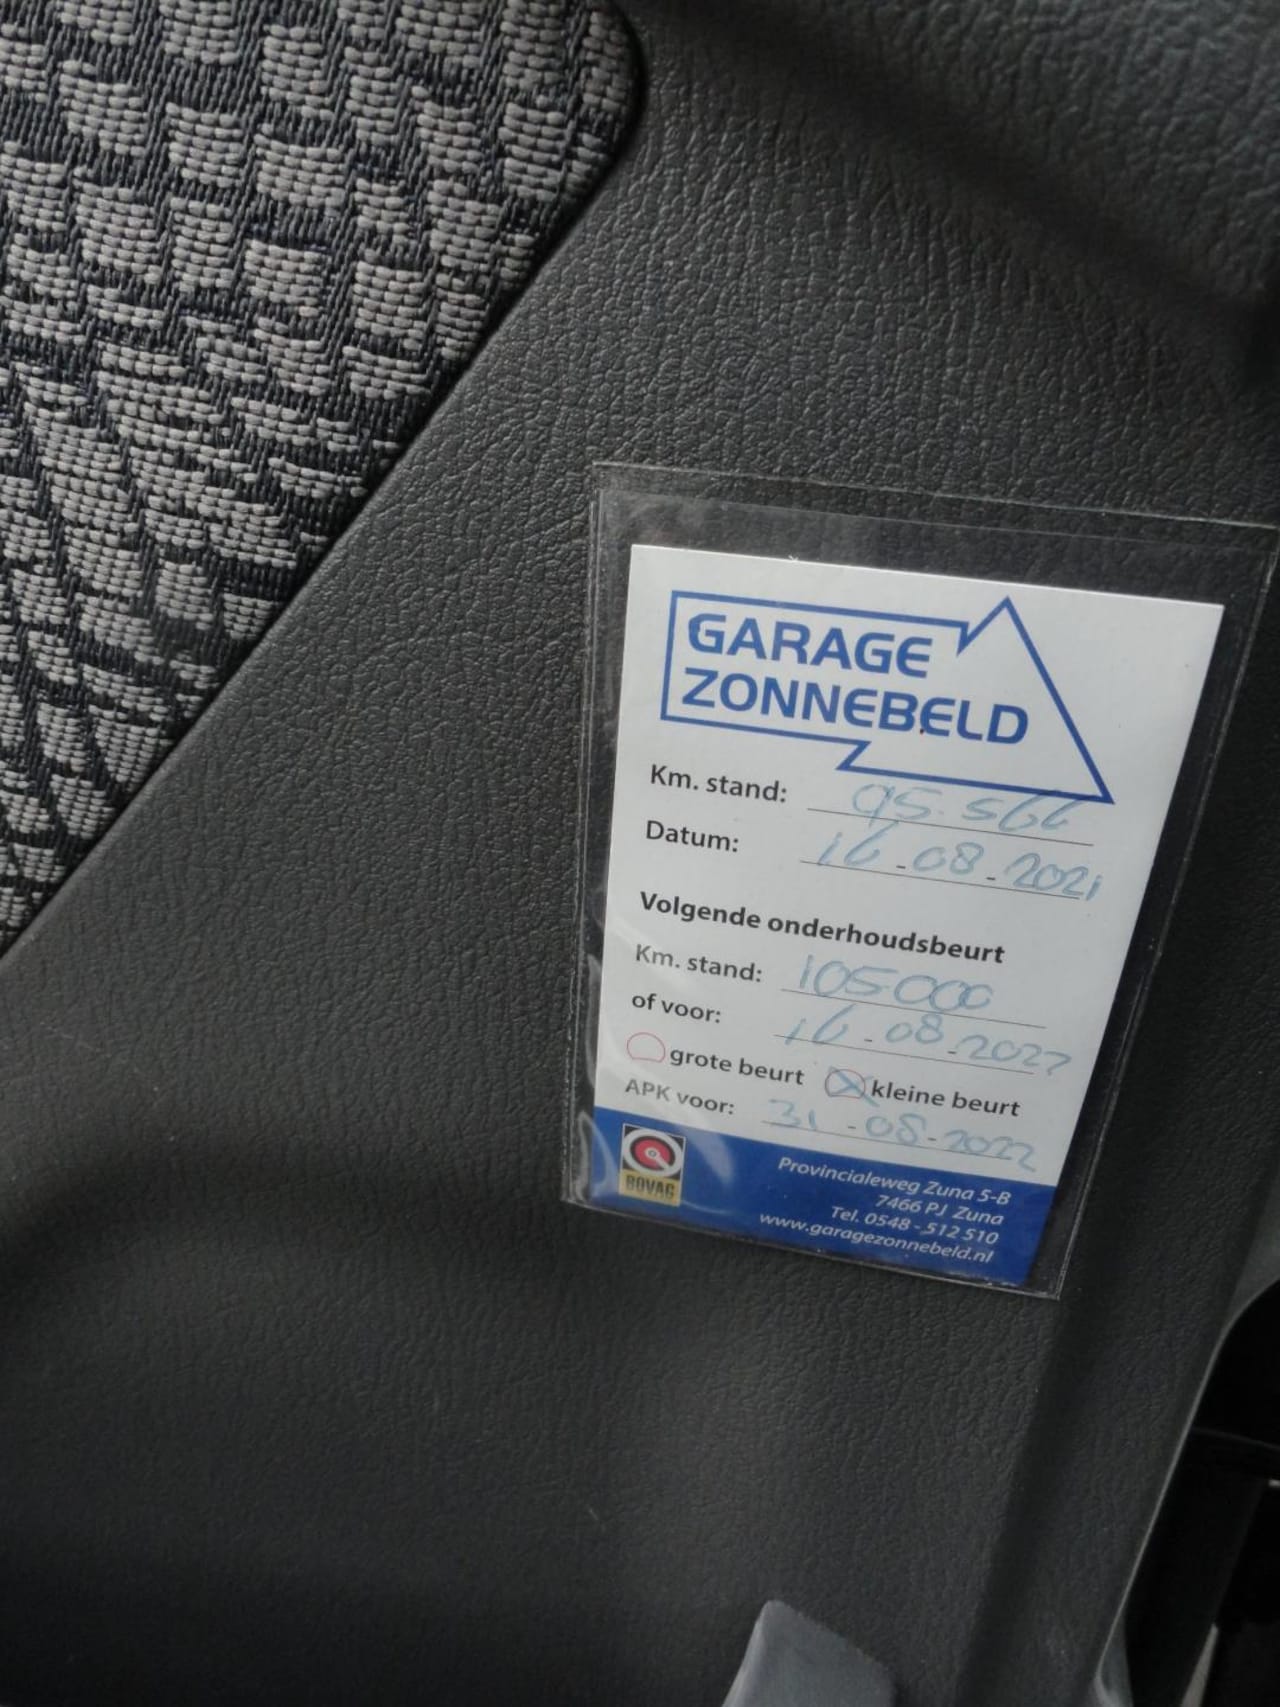 GARAGE
ZONNEBELD
Km. stand: 95.566
Datum: 16-08-2021
Volgende onderhoudsbeurt
Km. stand: 105000
of voor: 16-08-2022
grote beurt kleine beurt
APK voor: 31-08-2022
BOVAG
Provincialeweg Zuna 5-B
7466 PJ Zuna
Tel. 0548 - 512 510
www.garagezonnebeld.nl